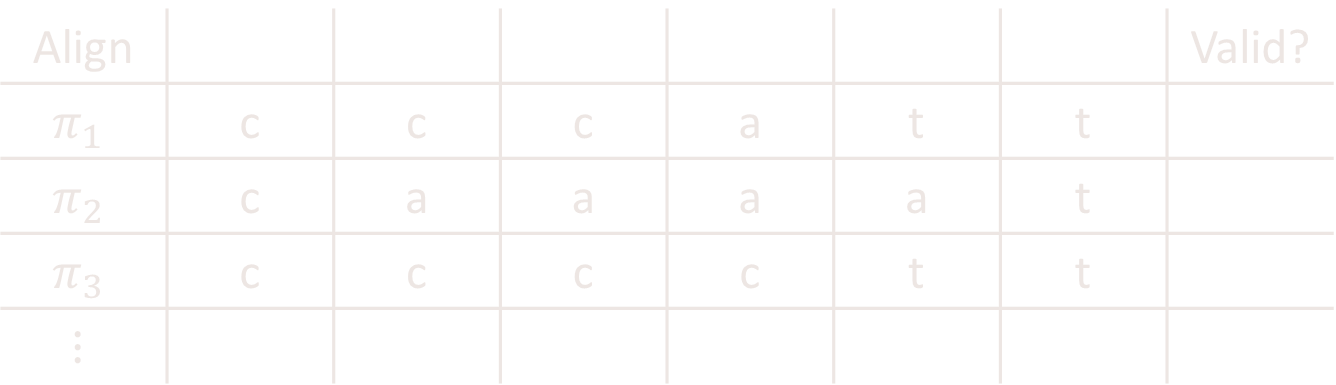 Align Valid?
π₁ c c c a t t
π₂ c a a a a t
π₃ c c c c t t
⋮